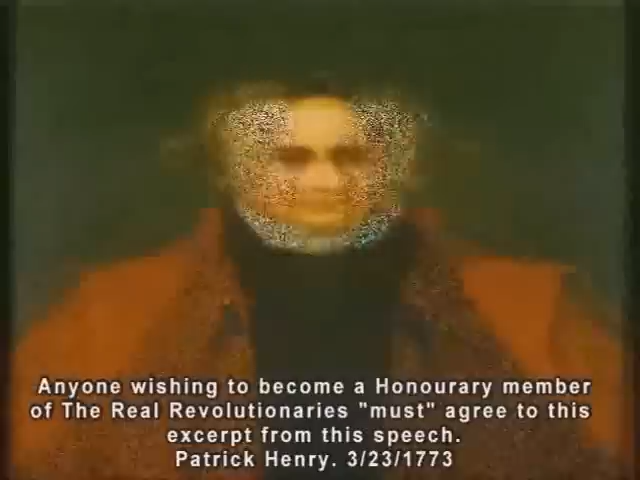 Anyone wishing to become a Honourary member
of The Real Revolutionaries "must" agree to this
excerpt from this speech.
Patrick Henry. 3/23/1773